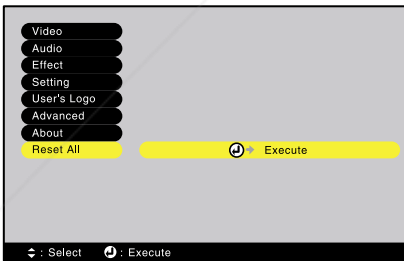 Video
Audio
Effect
Setting
User's Logo
Advanced
About
Reset All Execute
: Select : Execute